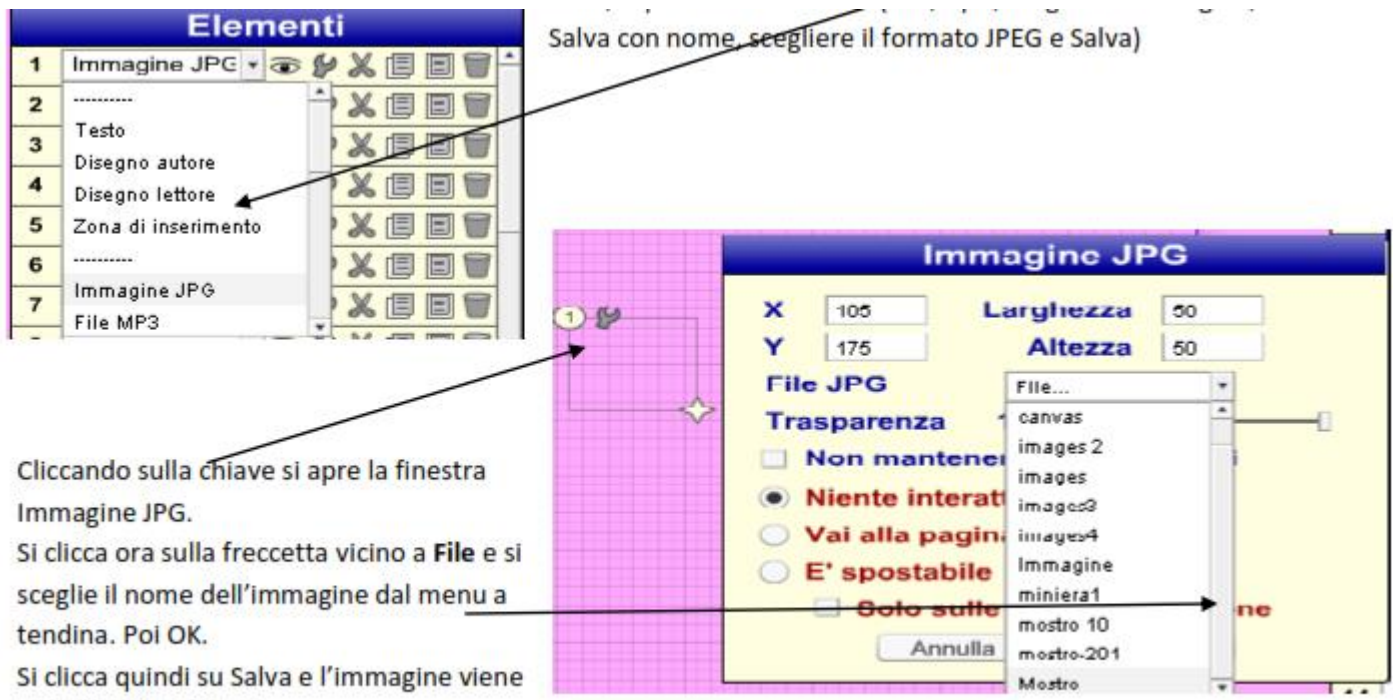 Salva con nome, scegliere il formato JPEG e Salva)
Elementi
1 Immagine JPG
2 ----------
3 Testo
Disegno autore
4 Disegno lettore
5 Zona di inserimento
6 ----------
7 Immagine JPG
File MP3
Immagine JPG
X 105 Larghezza 50
Y 175 Altezza 50
File JPG File...
Trasparenza
Non
Niente
Vai alla
E' spostabile
Solo sulle
Annulla
canvas
images 2
images
images3
images4
Immagine
miniera1
mostro 10
mostro-201
Mostro
1
Cliccando sulla chiave si apre la finestra
Immagine JPG.
Si clicca ora sulla freccetta vicino a File e si
sceglie il nome dell'immagine dal menu a
tendina. Poi OK.
Si clicca quindi su Salva e l'immagine viene